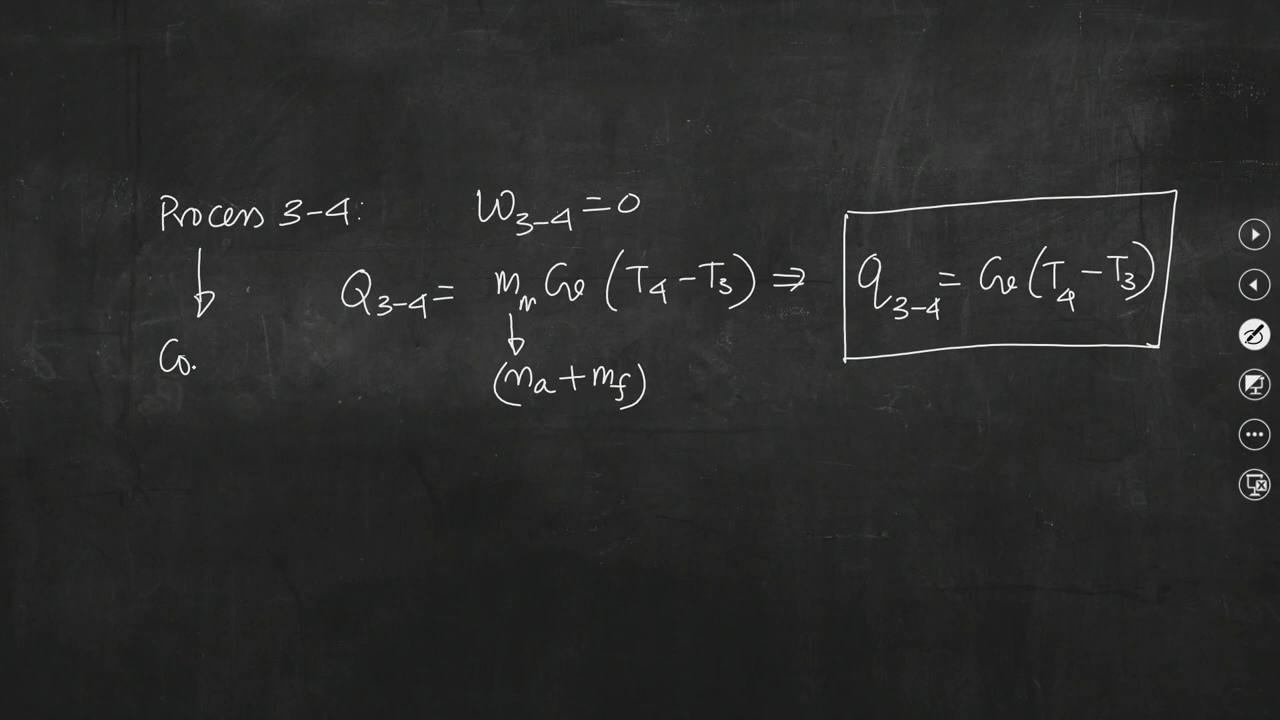 Process 3-4: W₃₋₄ = 0
↓ Q₃₋₄ = mₘ Cv (T₄ - T₃) ⇒ q₃₋₄ = Cv (T₄ - T₃)
↓
Co. (mₐ + m_f)